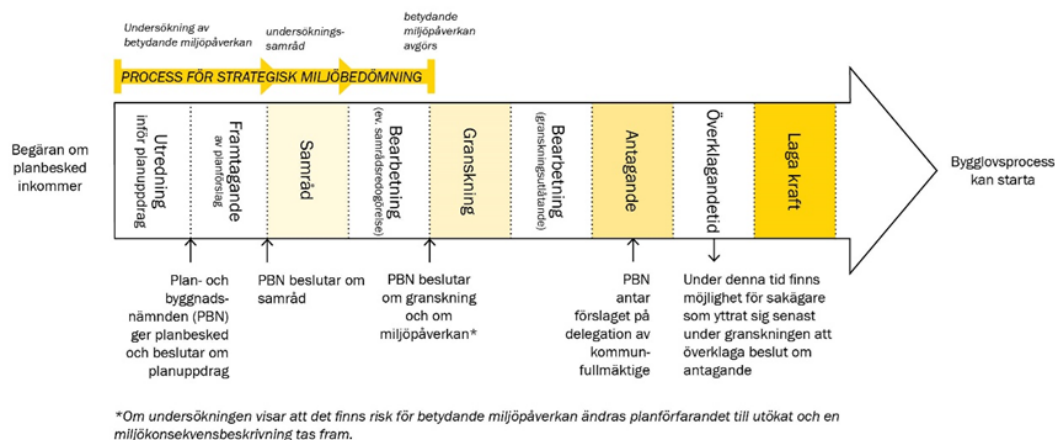 Undersökning av
betydande miljöpåverkan
undersöknings-
samråd
betydande
miljöpåverkan
avgörs
PROCESS FÖR STRATEGISK MILJÖBEDÖMNING
Begäran om
planbesked
inkommer
Utredning
inför planuppdrag
Framtagande
av planförslag
Samråd
Bearbetning
(ev. samrådsredogörelse)
Granskning
Bearbetning
(granskningsutlåtande)
Antagande
Överklagandetid
Laga kraft
Bygglovsprocess
kan starta
Plan- och
byggnads-
nämnden (PBN)
ger planbesked
och beslutar om
planuppdrag
PBN beslutar om
samråd
PBN beslutar
om granskning
och om
miljöpåverkan*
PBN
antar
förslaget på
delegation av
kommun-
fullmäktige
Under denna tid finns
möjlighet för sakägare
som yttrat sig senast
under granskningen att
överklaga beslut om
antagande
*Om undersökningen visar att det finns risk för betydande miljöpåverkan ändras planförfarandet till utökat och en
miljökonsekvensbeskrivning tas fram.